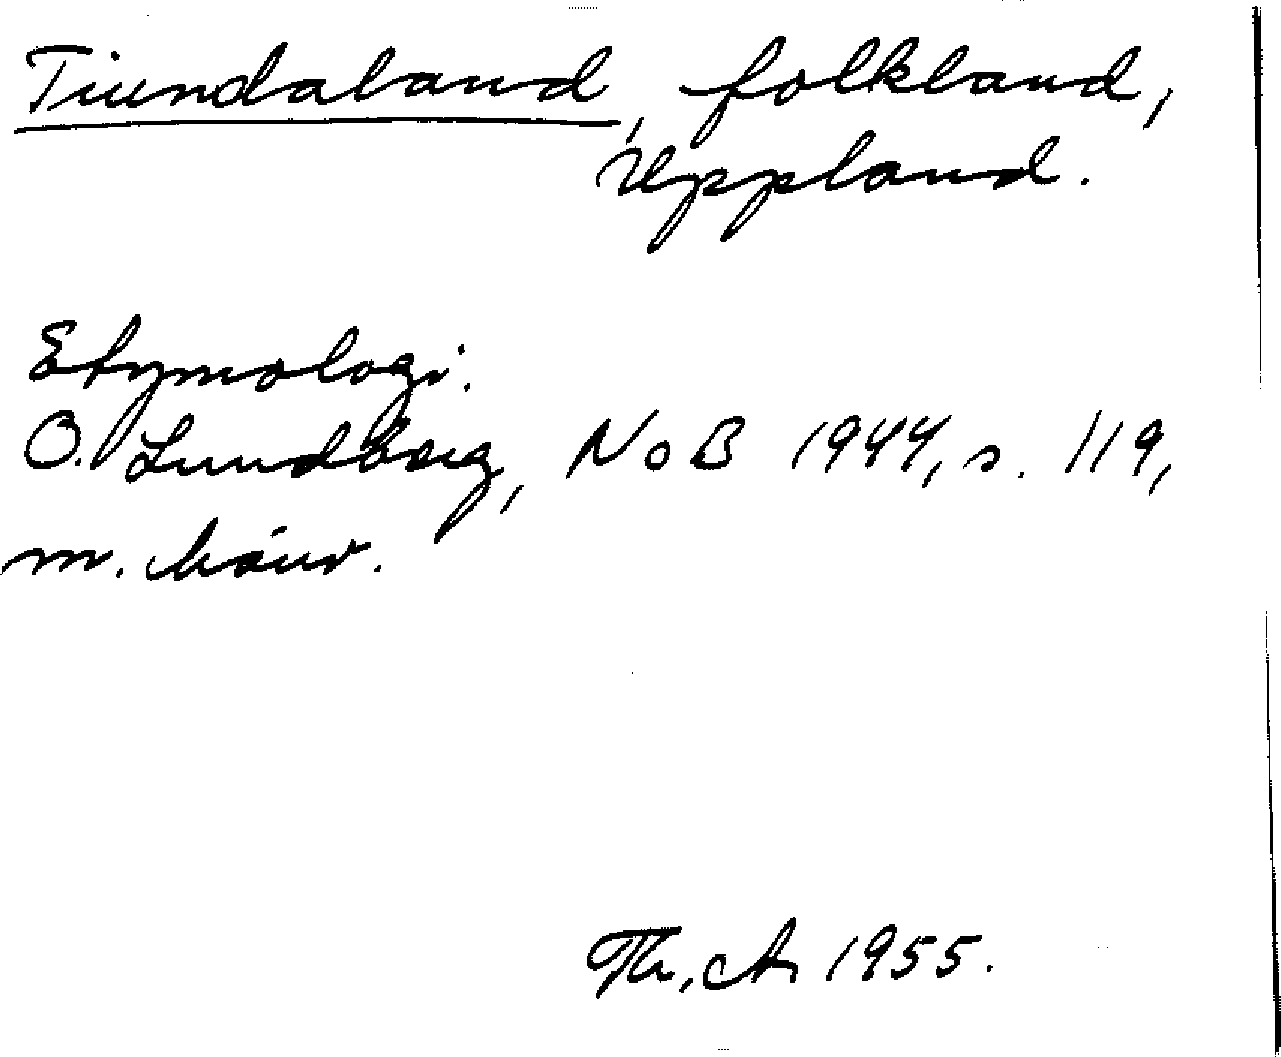 Tiundaland, folkland,
Uppland.
Etymologi.
O. Lundberg, NoB 1944, s. 119,
m. hänv.
Th, A 1955.